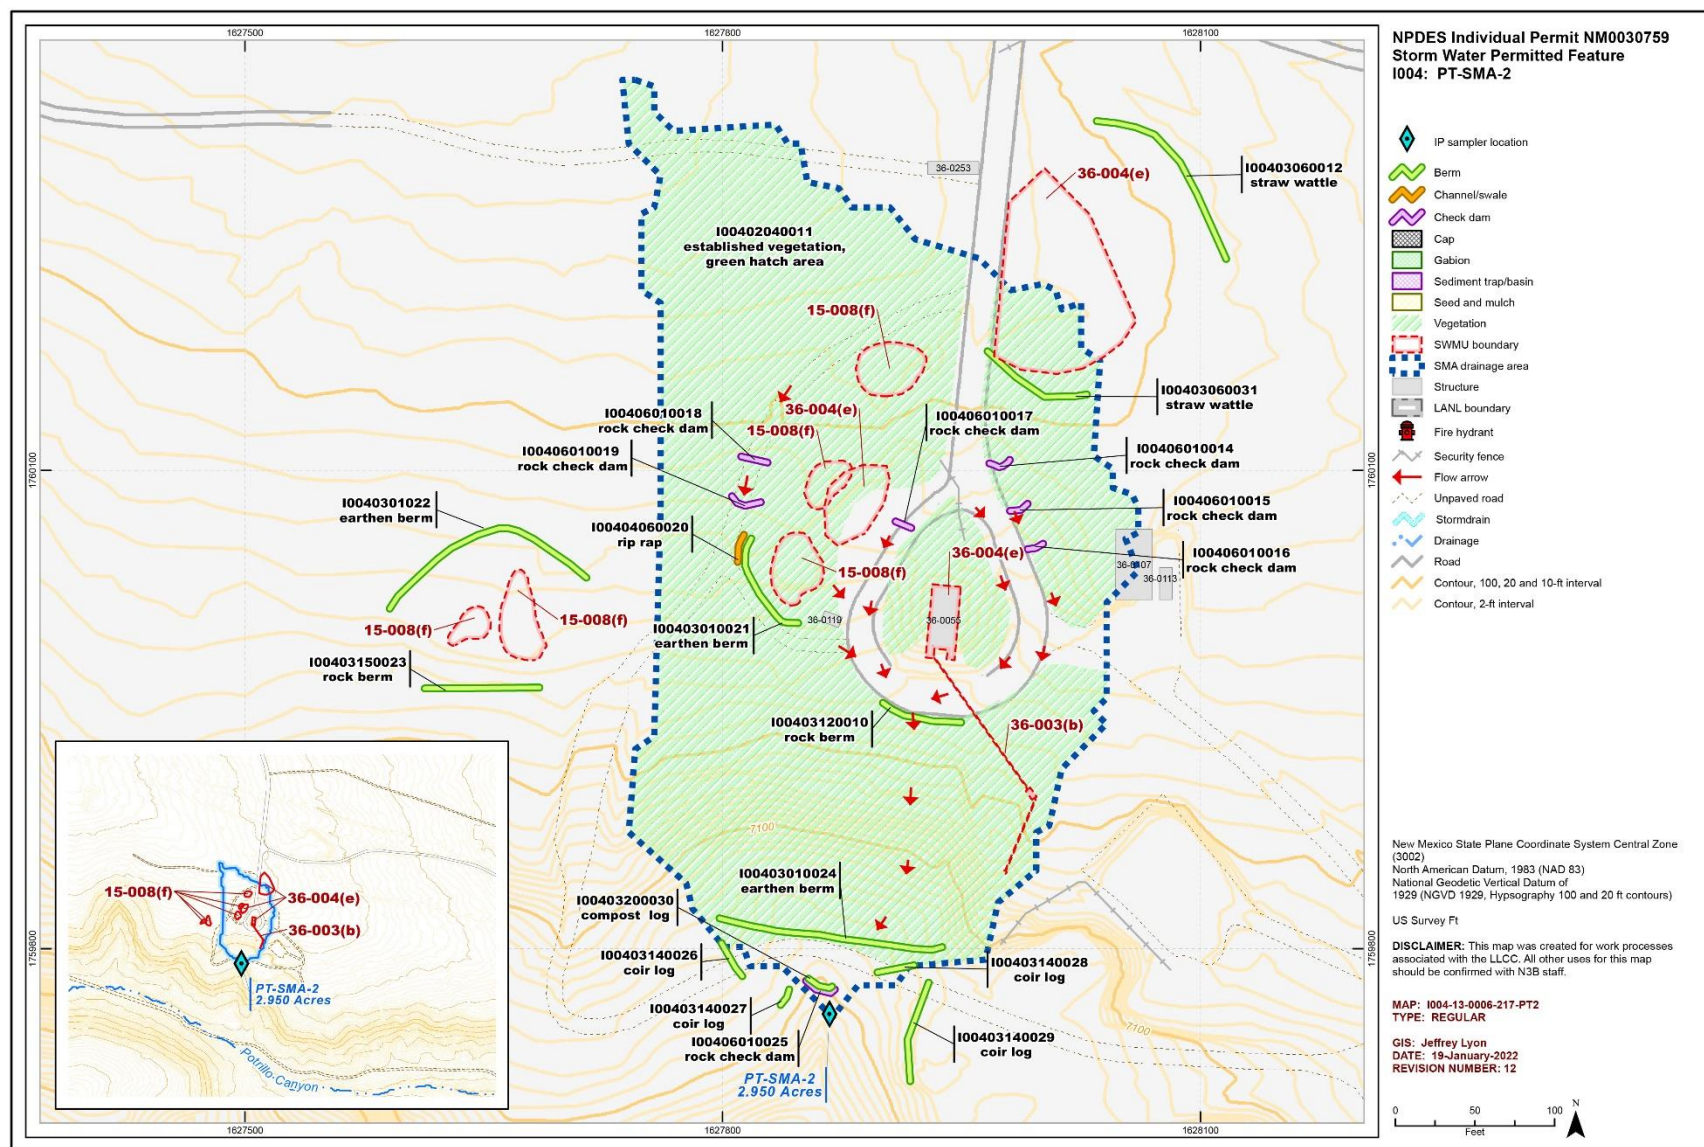 1627500
1627800
1628100
NPDES Individual Permit NM0030759
Storm Water Permitted Feature
I004: PT-SMA-2
IP sampler location
Berm
Channel/swale
Check dam
Cap
Gabion
Sediment trap/basin
Seed and mulch
Vegetation
SWMU boundary
SMA drainage area
Structure
LANL boundary
Fire hydrant
Security fence
Flow arrow
Unpaved road
Stormdrain
Drainage
Road
Contour, 100, 20 and 10-ft interval
Contour, 2-ft interval
36-0253
36-004(e)
I00403060012
straw wattle
I00402040011
established vegetation,
green hatch area
15-008(f)
I00403060031
straw wattle
I00406010018
rock check dam
36-004(e)
15-008(f)
I00406010017
rock check dam
I00406010019
rock check dam
I00406010014
rock check dam
1760100
1760100
I0040301022
earthen berm
I00406010015
rock check dam
I00404060020
rip rap
36-004(e)
I00406010016
rock check dam
15-008(f)
36-0107
36-0113
15-008(f)
15-008(f)
36-0119
36-0055
I00403010021
earthen berm
I00403150023
rock berm
I00403120010
rock berm
36-003(b)
7100
I00403010024
earthen berm
I00403200030
compost log
I00403140026
coir log
I00403140028
coir log
I00403140027
coir log
I00406010025
rock check dam
I00403140029
coir log
7100
PT-SMA-2
2.950 Acres
1759800
1759800
15-008(f)
36-004(e)
36-003(b)
PT-SMA-2
2.950 Acres
Potrillo Canyon
1627500
1627800
1628100
New Mexico State Plane Coordinate System Central Zone
(3002)
North American Datum, 1983 (NAD 83)
National Geodetic Vertical Datum of
1929 (NGVD 1929, Hypsography 100 and 20 ft contours)
US Survey Ft
DISCLAIMER: This map was created for work processes
associated with the LLCC. All other uses for this map
should be confirmed with N3B staff.
MAP: I004-13-0006-217-PT2
TYPE: REGULAR
GIS: Jeffrey Lyon
DATE: 19-January-2022
REVISION NUMBER: 12
0 50 100
Feet
N